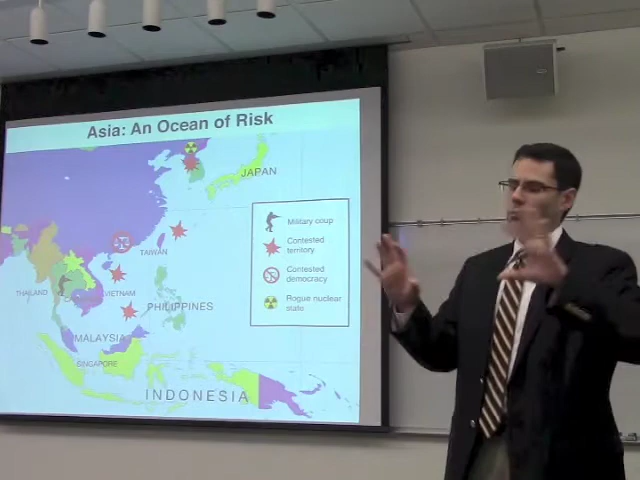 Asia: An Ocean of Risk
JAPAN
Military coup
Contested
territory
TAIWAN
Contested
democracy
THAILAND
VIETNAM
PHILIPPINES
Rogue nuclear
state
MALAYSIA
SINGAPORE
INDONESIA